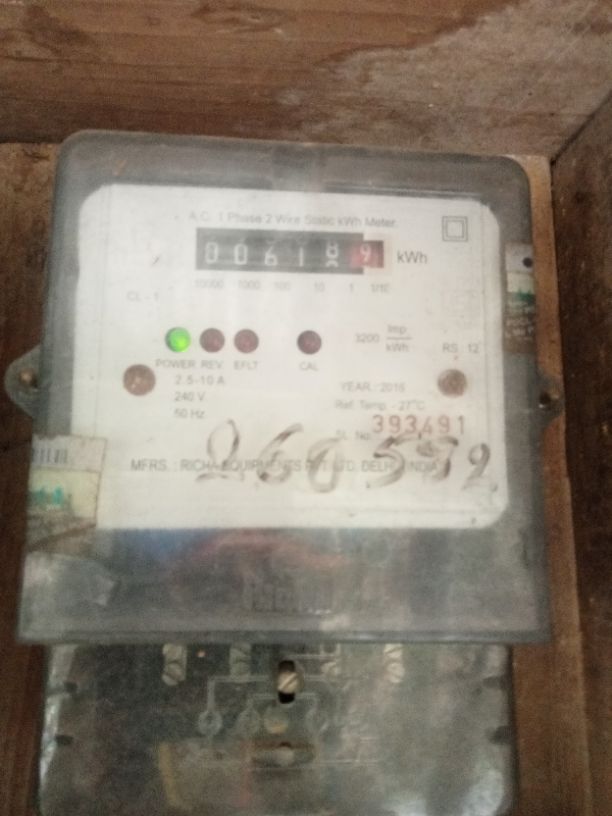 A.C. 1 Phase 2 Wire Static kWh Meter.
0061 9 kWh
10000 1000 100 10 1 1/10
CL - 1
3200 Imp/kWh
POWER REV. EFLT CAL
RS : 12
2.5-10 A
YEAR : 2016
240 V
Ref. Temp. - 27°C
50 Hz
SL. No. 393491
MFRS. : RICHA EQUIPMENTS PVT. LTD. DELHI INDIA